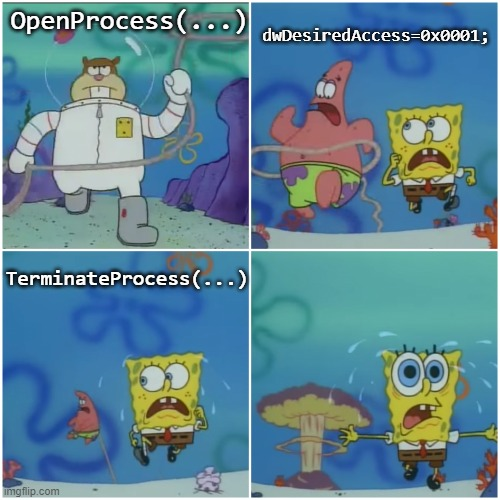 OpenProcess(...)
dwDesiredAccess=0x0001;
TerminateProcess(...)
imgflip.com